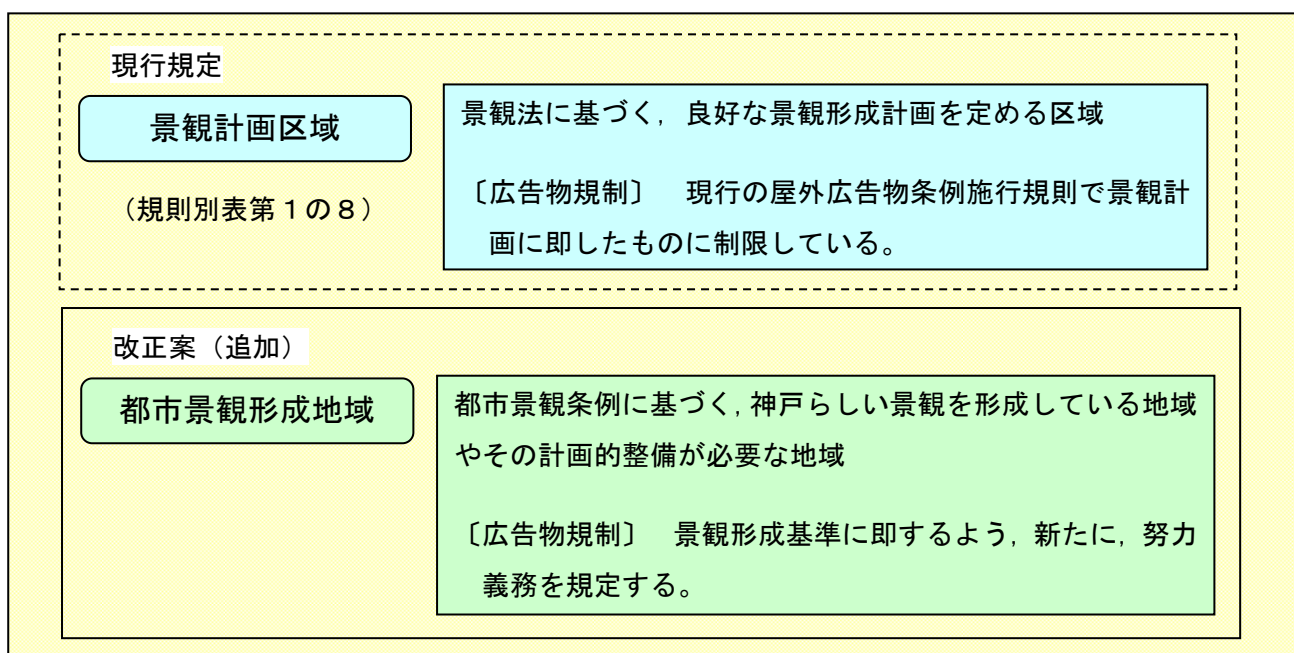 現行規定
景観計画区域
（規則別表第１の８）
景観法に基づく，良好な景観形成計画を定める区域
〔広告物規制〕　現行の屋外広告物条例施行規則で景観計
画に即したものに制限している。
改正案（追加）
都市景観形成地域
都市景観条例に基づく，神戸らしい景観を形成している地域
やその計画的整備が必要な地域
〔広告物規制〕　景観形成基準に即するよう，新たに，努力
義務を規定する。